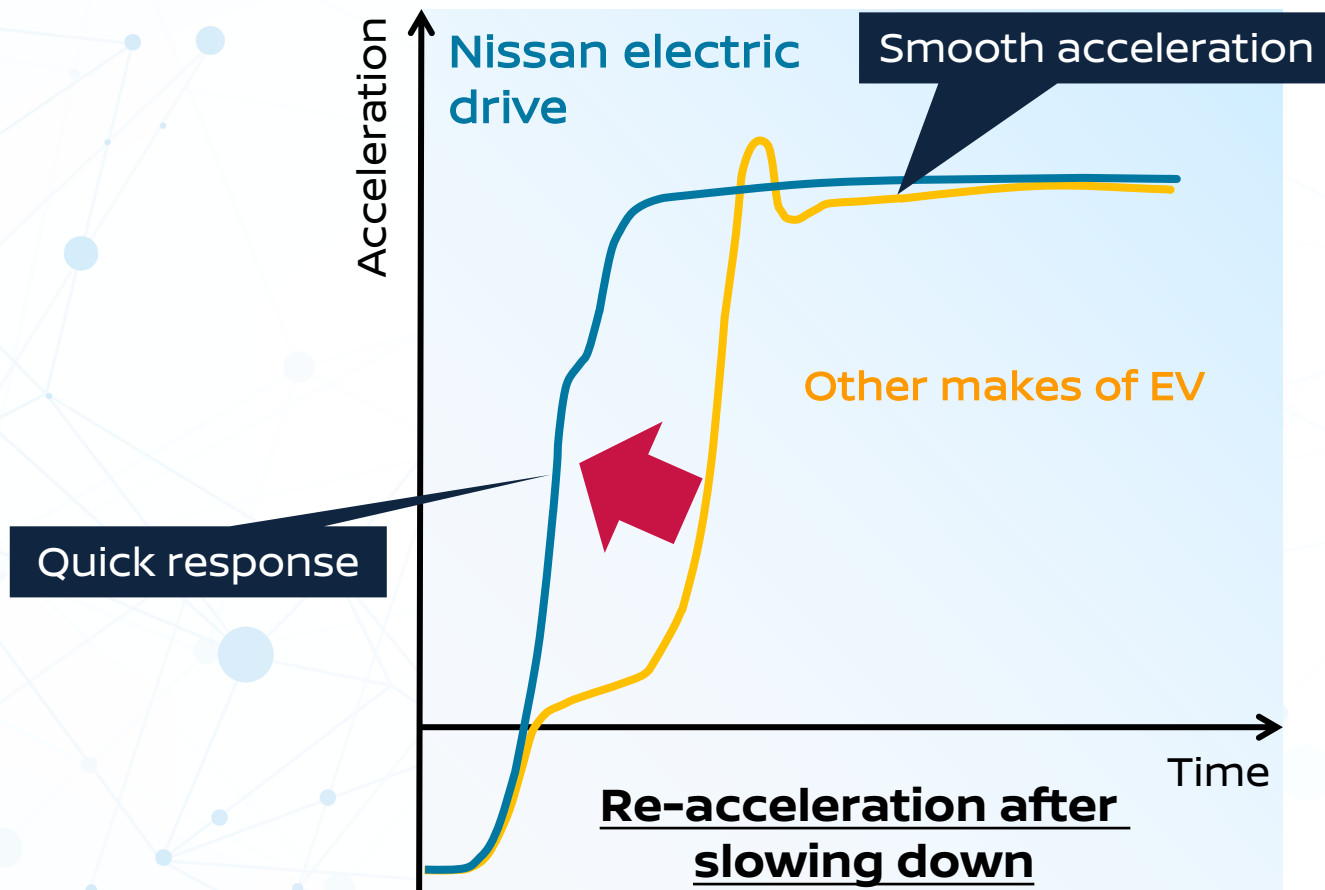 Acceleration
Nissan electric
drive
Smooth acceleration
Other makes of EV
Quick response
Time
Re-acceleration after
slowing down